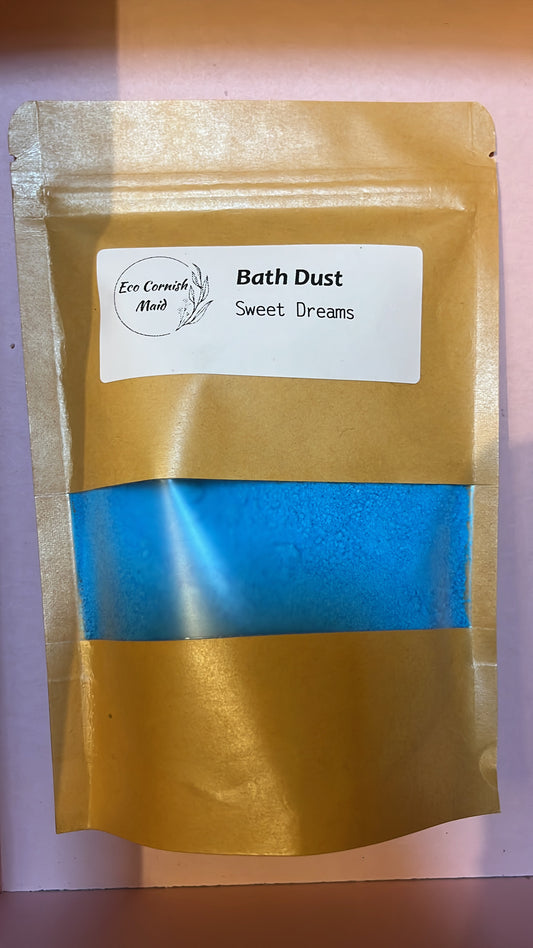 Eco Cornish
Maid
Bath Dust
Sweet Dreams